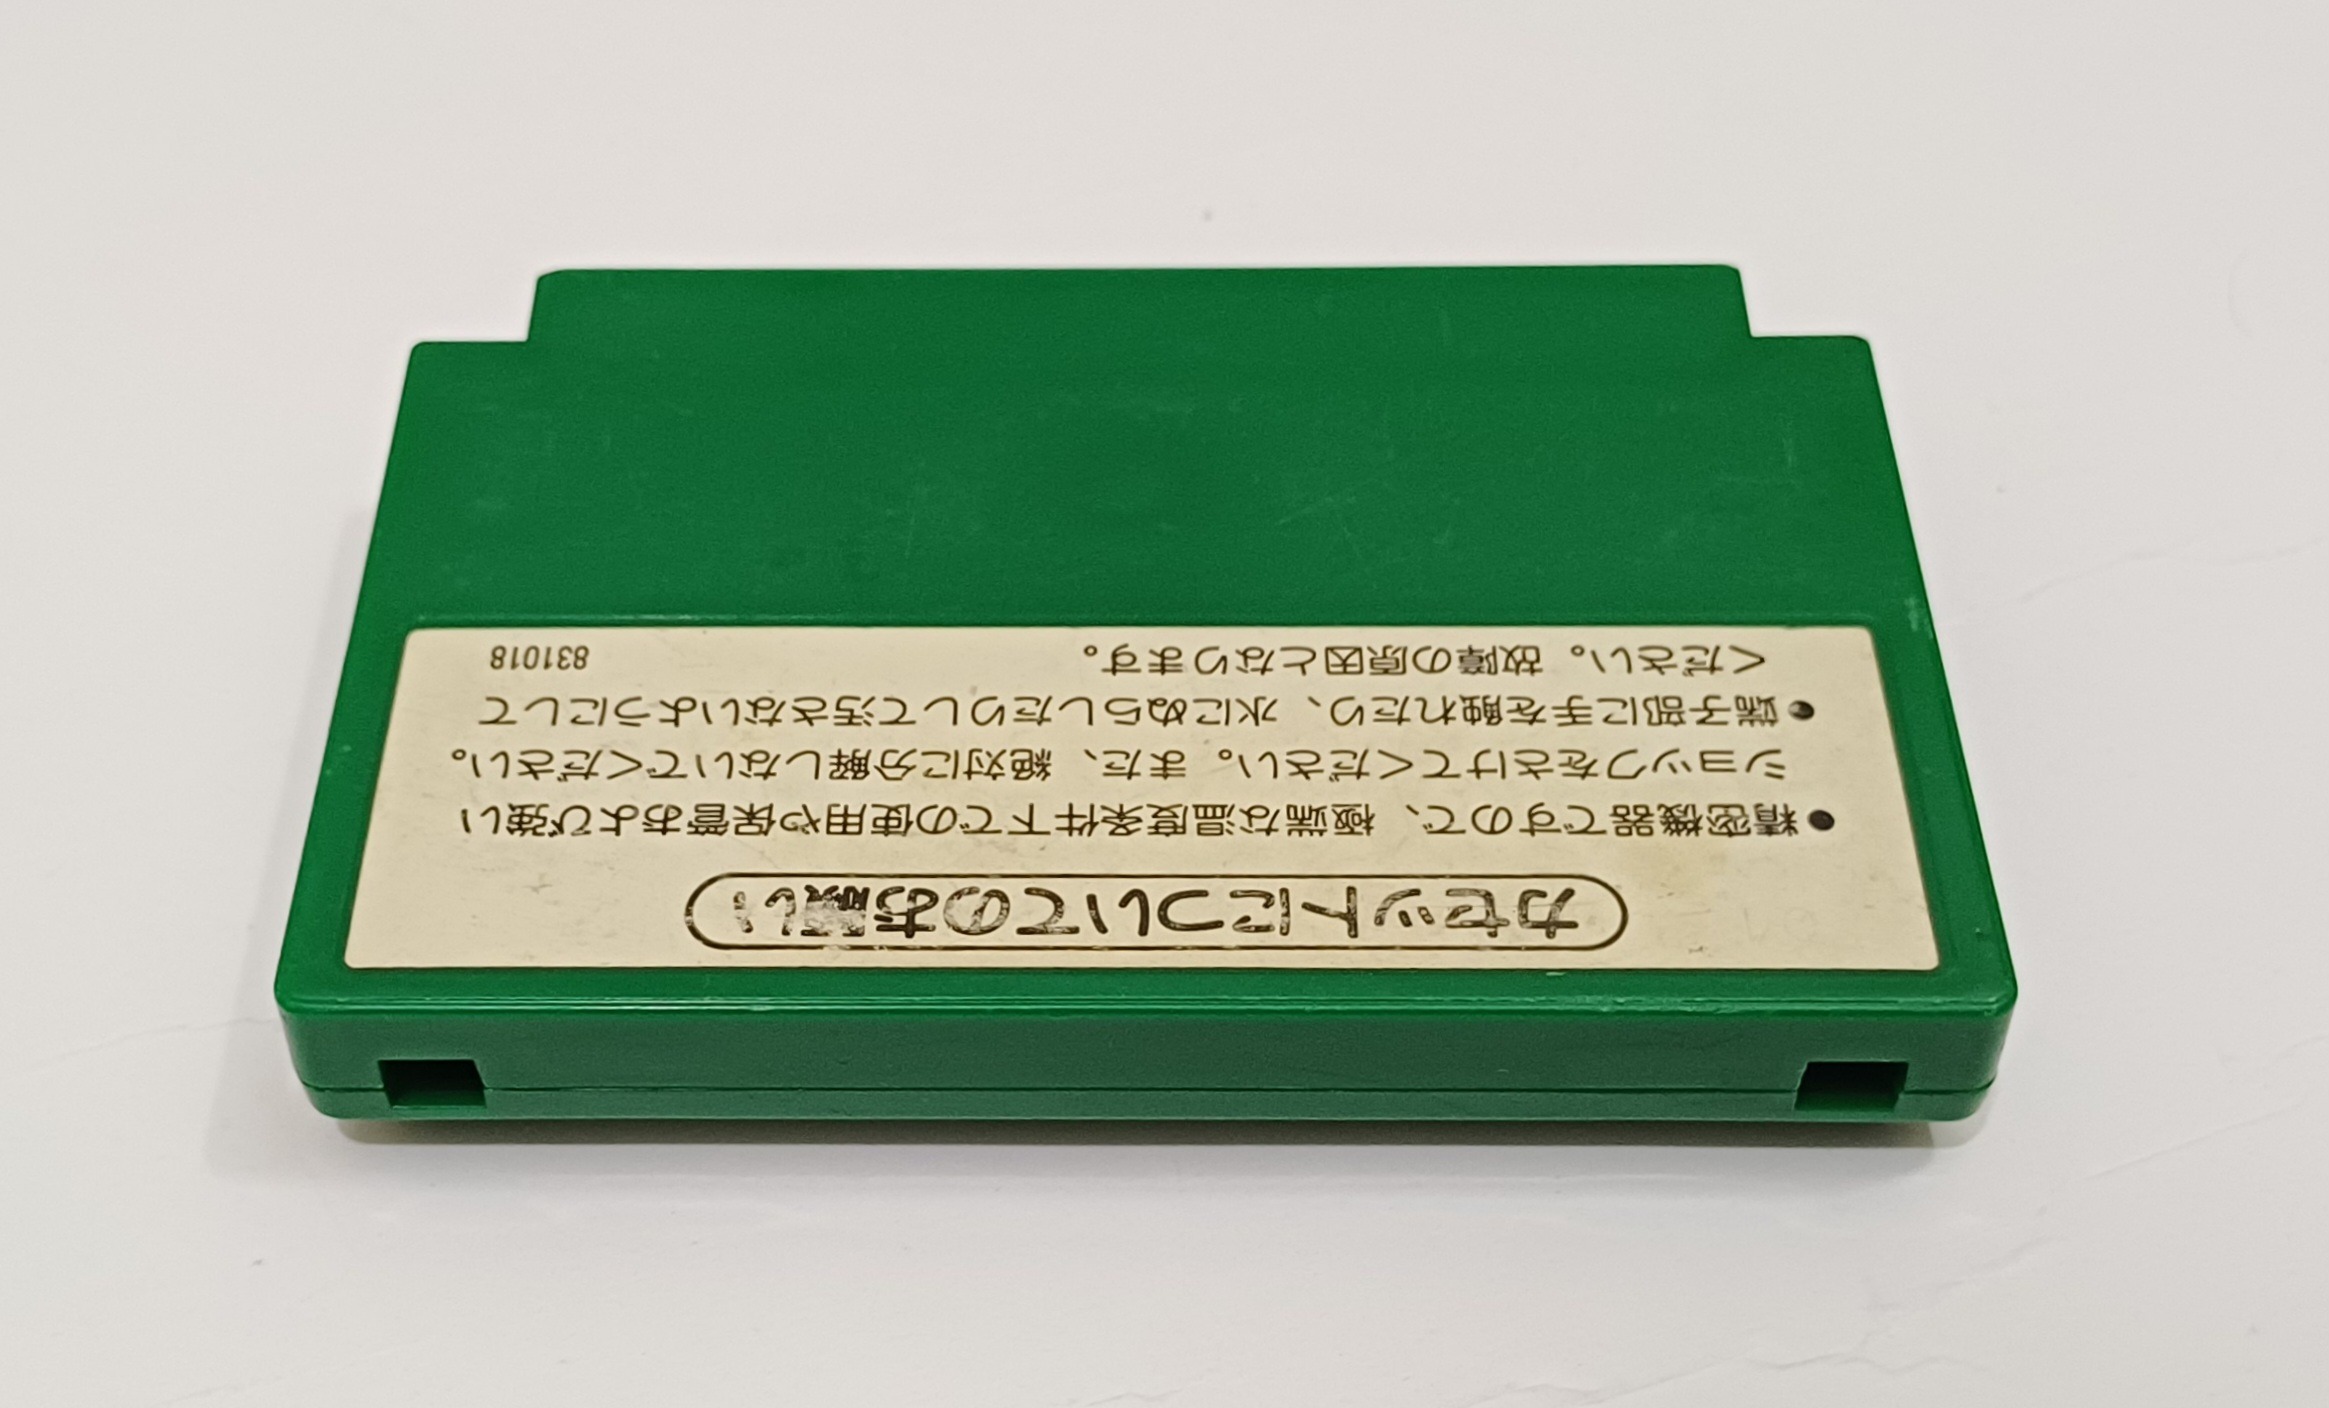 カセットについてのお願い
●精密機器ですので、極端な温度条件下での使用や保管および強い
ショックをさけてください。また、絶対に分解しないでください。
●端子部に手を触れたり、水にぬらしたりして汚さないようにして
ください。故障の原因となります。 831018